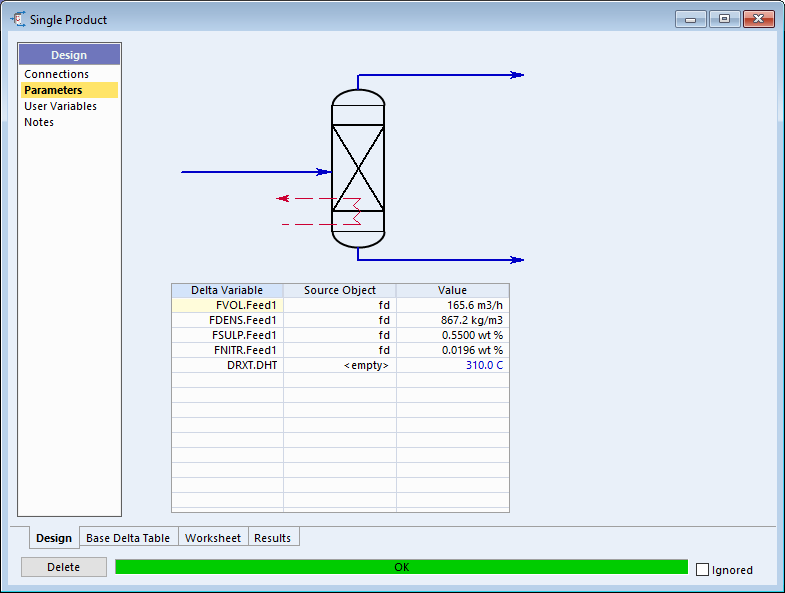 Single Product
Design
Connections
Parameters
User Variables
Notes
Delta Variable Source Object Value
FVOL.Feed1 fd 165.6 m3/h
FDENS.Feed1 fd 867.2 kg/m3
FSULP.Feed1 fd 0.5500 wt %
FNITR.Feed1 fd 0.0196 wt %
DRXT.DHT <empty> 310.0 C
Design Base Delta Table Worksheet Results
Delete OK Ignored